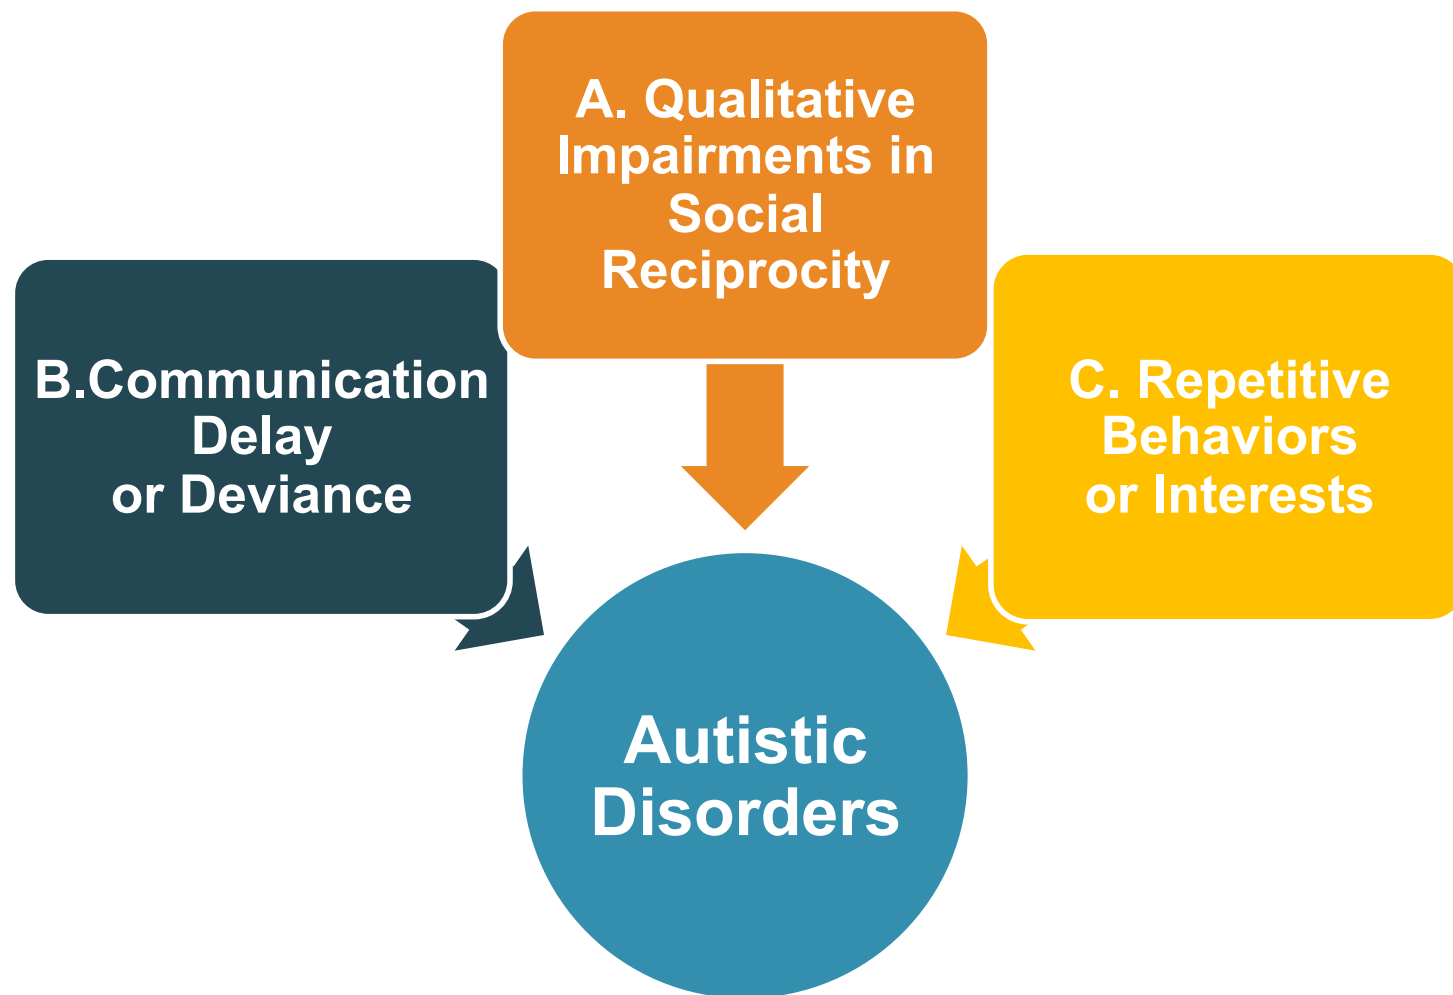 A. Qualitative
Impairments in
Social
Reciprocity
B.Communication
Delay
or Deviance
C. Repetitive
Behaviors
or Interests
Autistic
Disorders